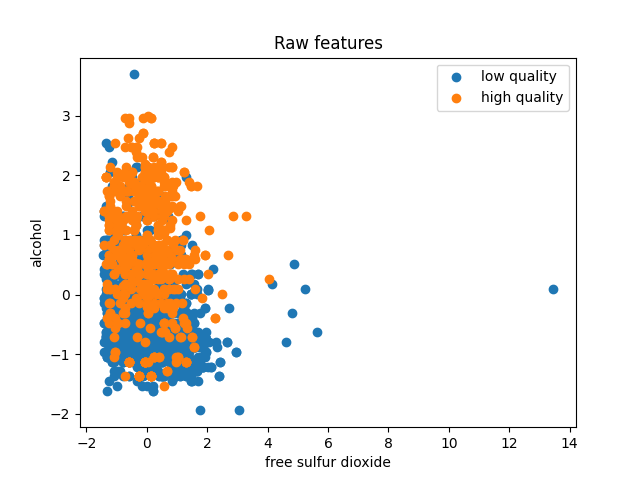 Raw features
low quality
high quality
alcohol
3
2
1
0
−1
−2
−2 0 2 4 6 8 10 12 14
free sulfur dioxide